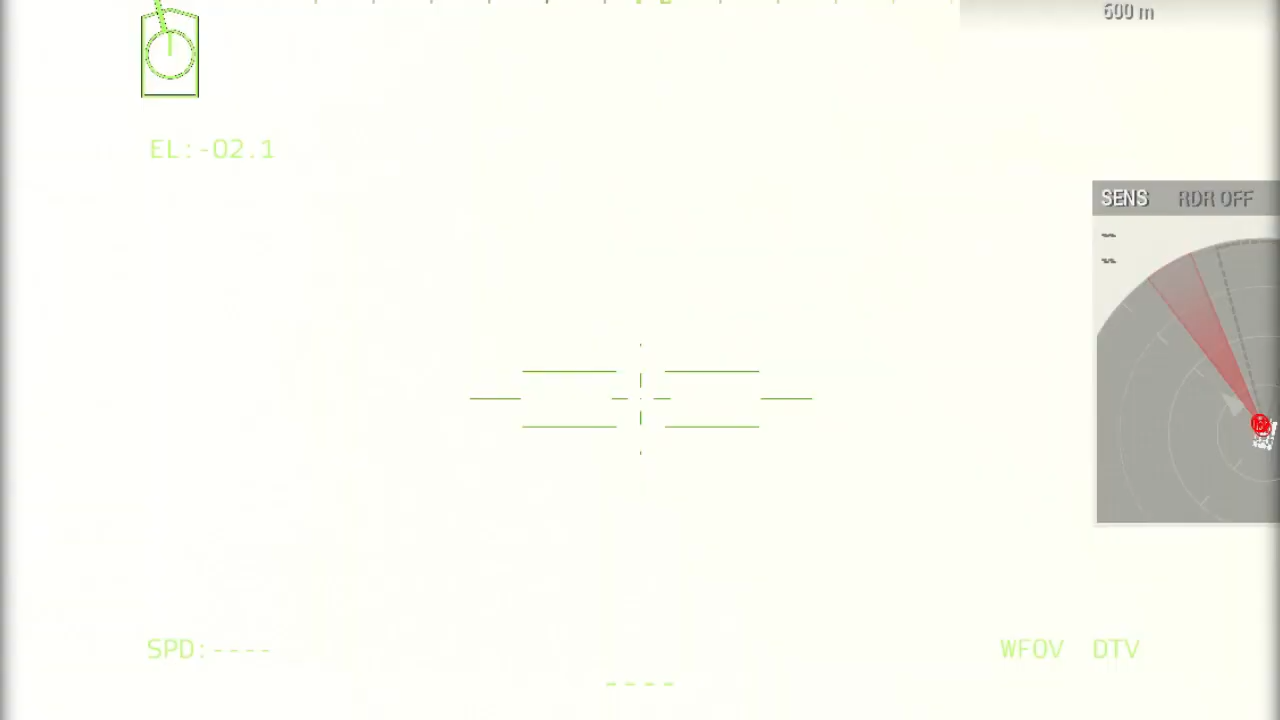 600 m
EL:-02.1
SENS RDR OFF
--
--
SPD:----
WFOV DTV
----